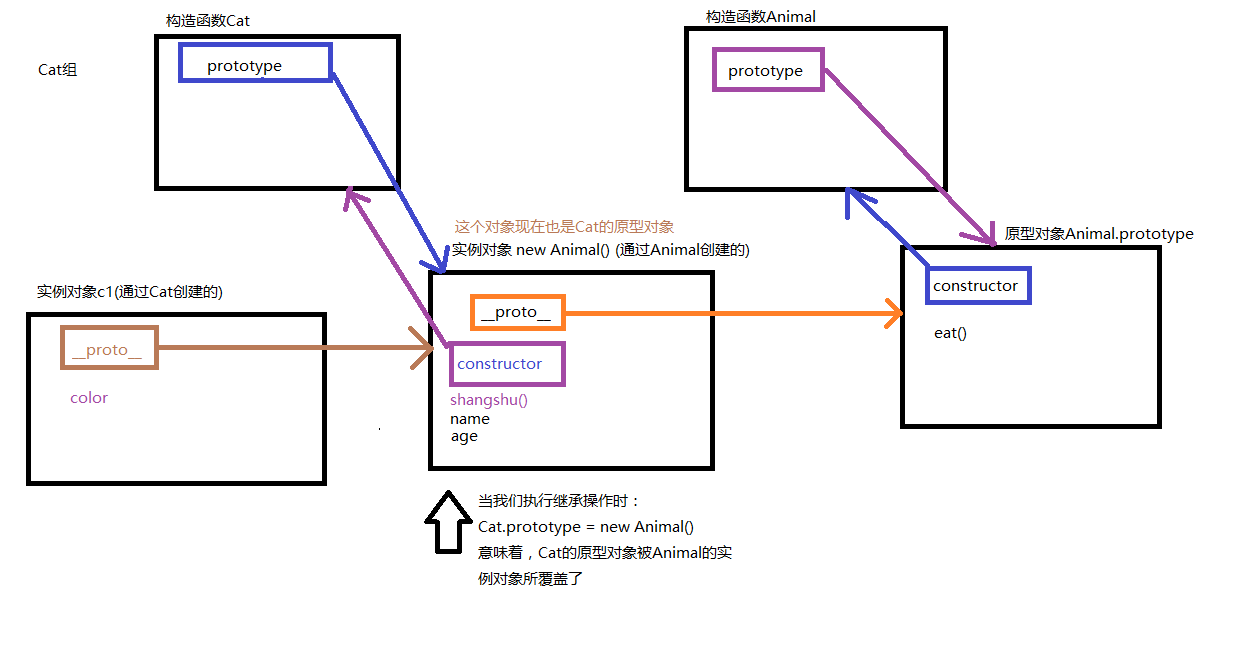 构造函数Cat
构造函数Animal
Cat组
prototype
prototype
这个对象现在也是Cat的原型对象
实例对象 new Animal() (通过Animal创建的)
原型对象Animal.prototype
实例对象c1(通过Cat创建的)
__proto__
constructor
__proto__
constructor
eat()
color
shangshu()
name
age
当我们执行继承操作时：
Cat.prototype = new Animal()
意味着，Cat的原型对象被Animal的实
例对象所覆盖了